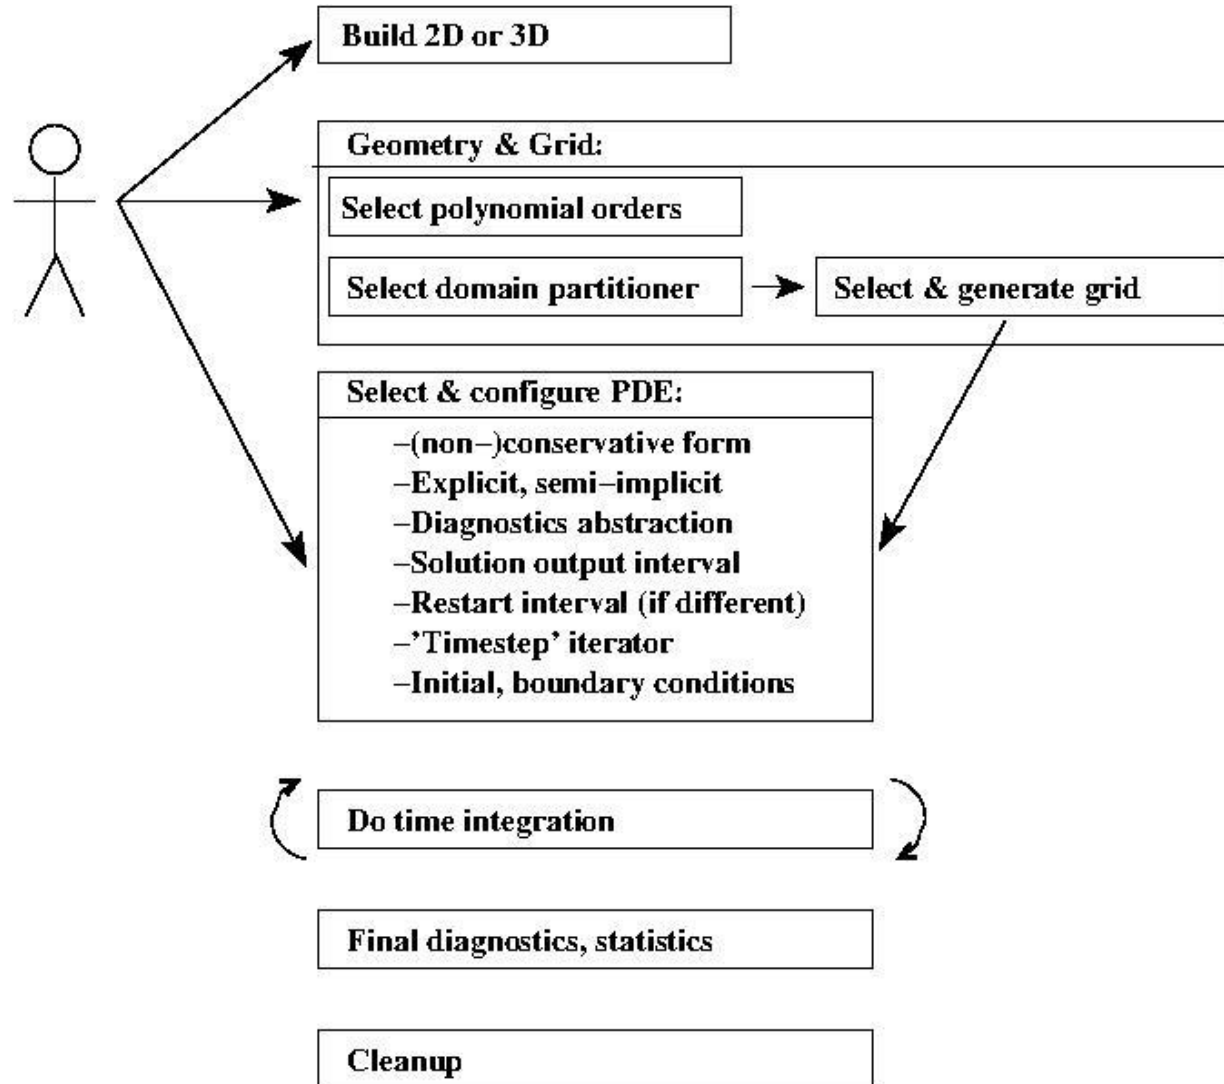 Build 2D or 3D
Geometry & Grid:
Select polynomial orders
Select domain partitioner
Select & generate grid
Select & configure PDE:
−(non−)conservative form
−Explicit, semi−implicit
−Diagnostics abstraction
−Solution output interval
−Restart interval (if different)
−’Timestep’ iterator
−Initial, boundary conditions
Do time integration
Final diagnostics, statistics
Cleanup